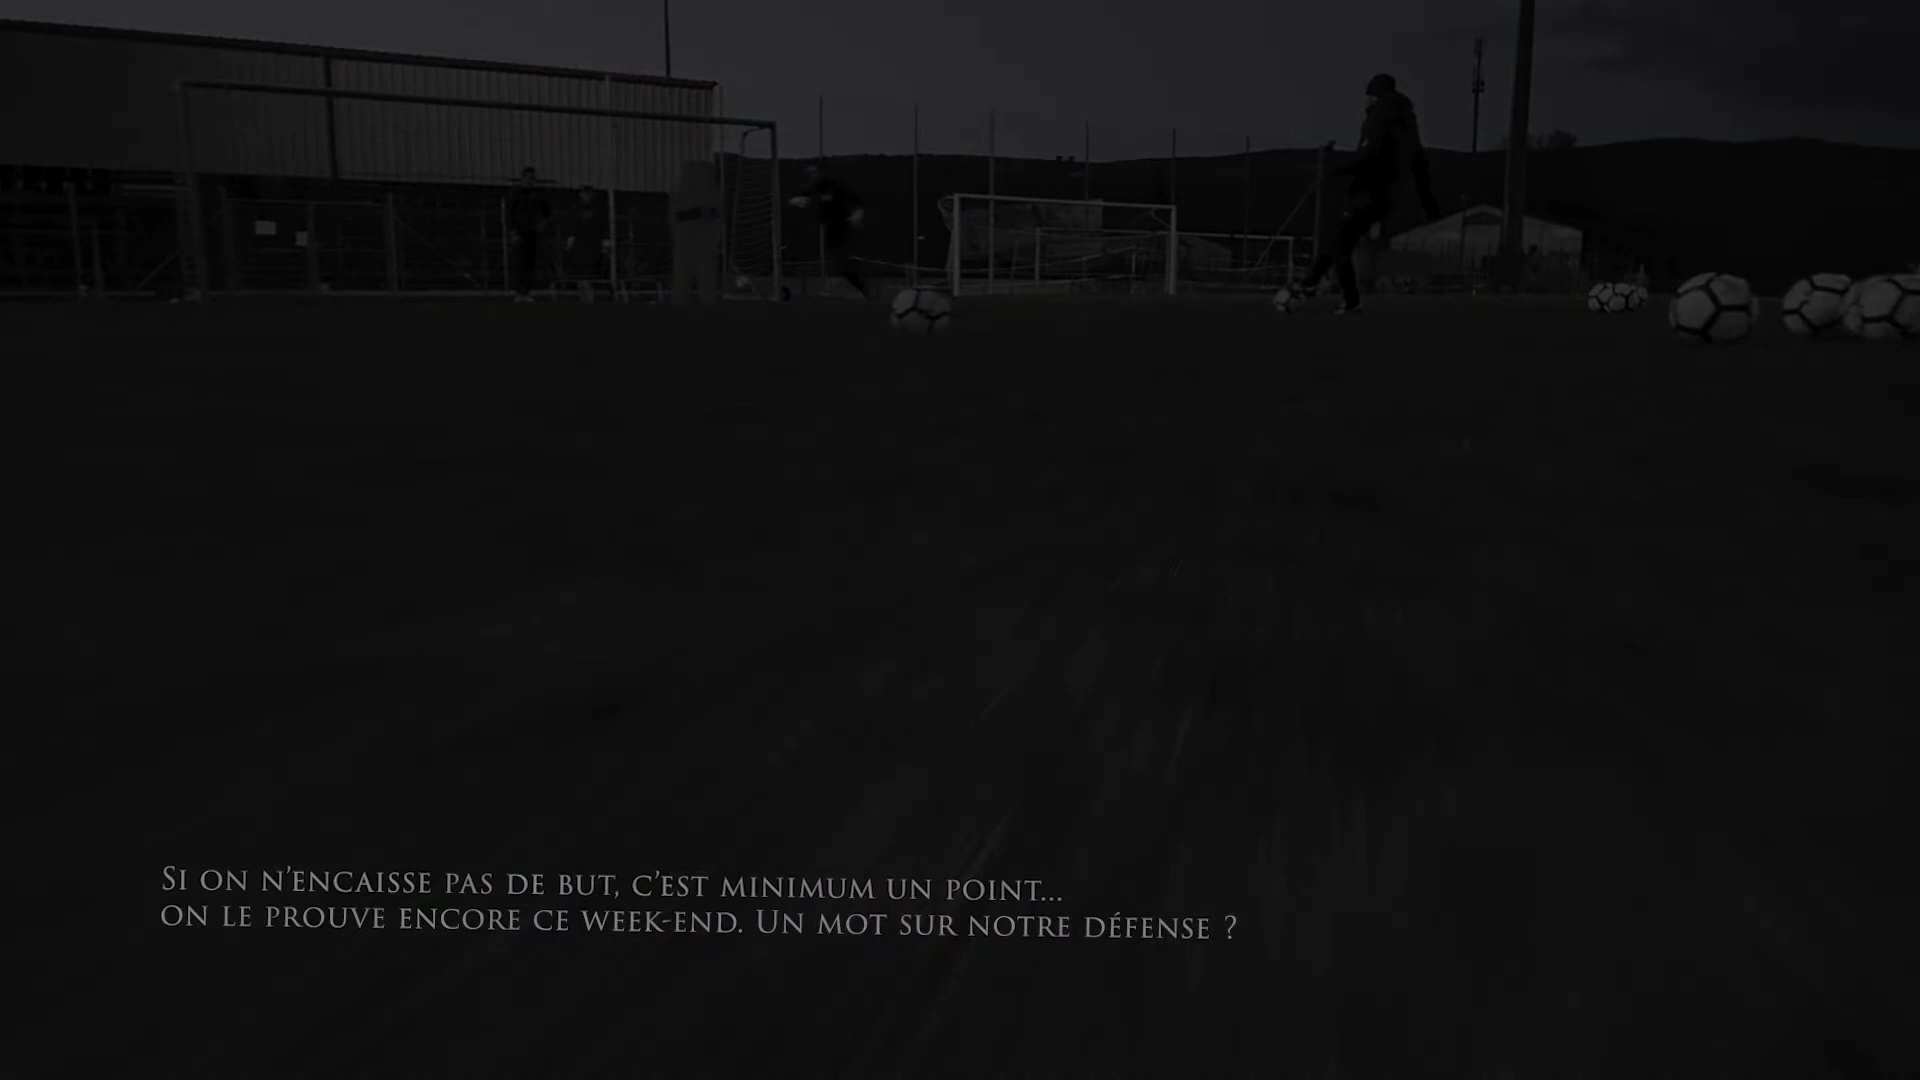 Si on n’encaisse pas de but, c’est minimum un point...
on le prouve encore ce week-end. Un mot sur notre défense ?